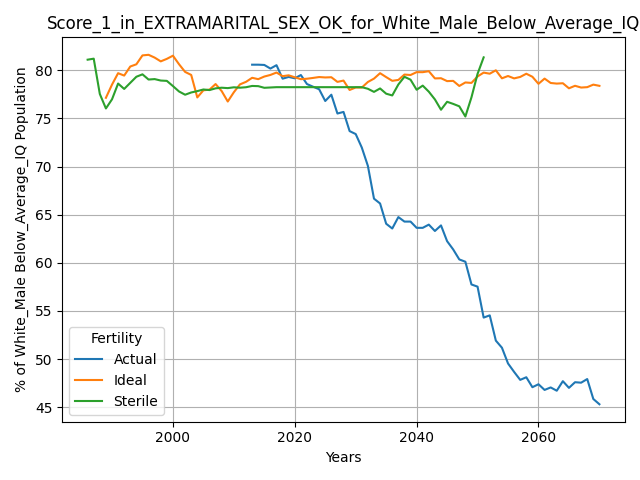 Score_1_in_EXTRAMARITAL_SEX_OK_for_White_Male_Below_Average_IQ
% of White_Male Below_Average_IQ Population
80
75
70
65
60
55
50
45
Fertility
Actual
Ideal
Sterile
2000
2020
2040
2060
Years